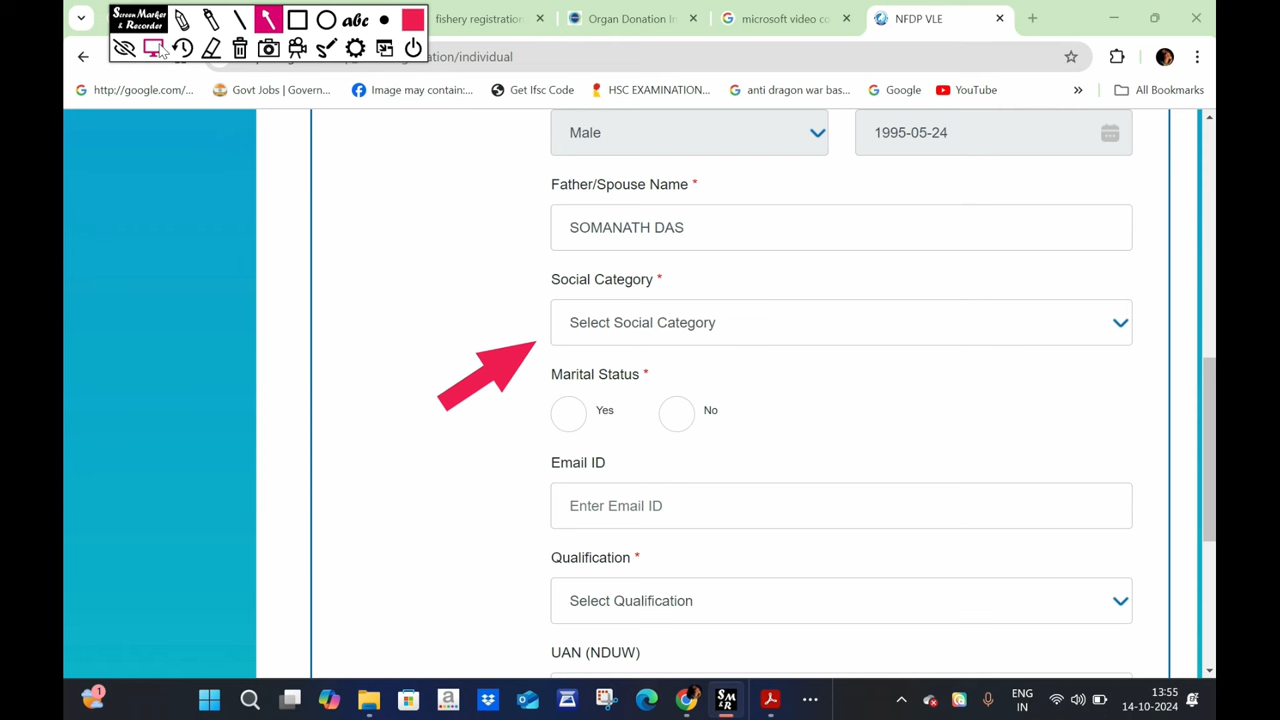 Screen Marker
& Recorder
abc
fishery registration
Organ Donation In
microsoft video co
NFDP VLE
ation/individual
http://google.com/...
Govt Jobs | Govern...
Image may contain:...
Get Ifsc Code
HSC EXAMINATION...
anti dragon war bas...
Google
YouTube
»
All Bookmarks
Male
1995-05-24
Father/Spouse Name *
SOMANATH DAS
Social Category *
Select Social Category
Marital Status *
Yes
No
Email ID
Enter Email ID
Qualification *
Select Qualification
UAN (NDUW)
1
a
SM
&R
ENG
IN
13:55
14-10-2024